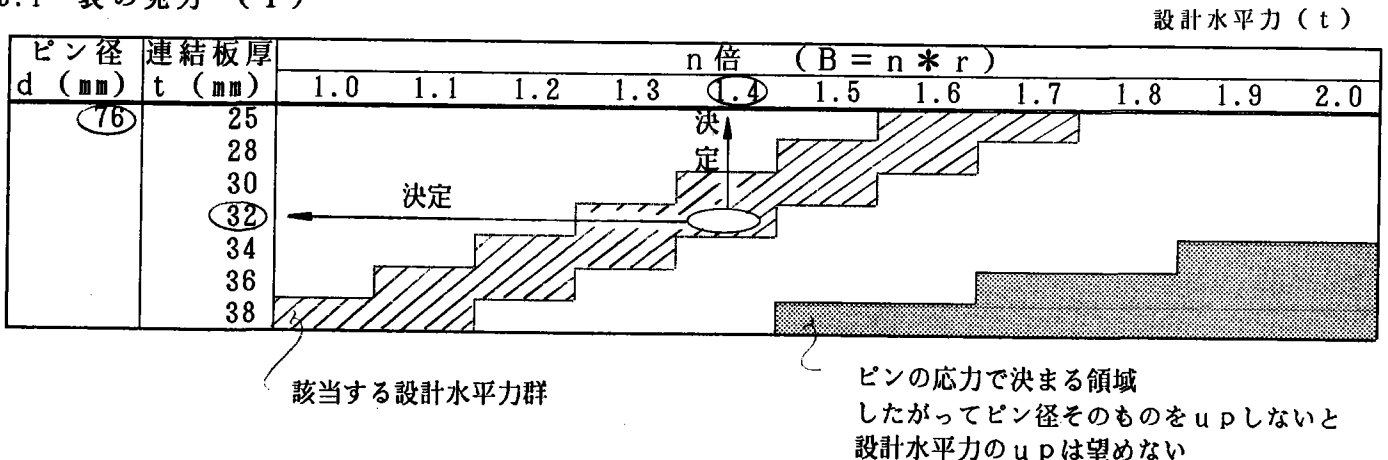 表の見方 (I)
設計水平力(t)
ピン径 連結板厚 n倍 (B=n*r)
d (mm) t (mm) 1.0 1.1 1.2 1.3 1.4 1.5 1.6 1.7 1.8 1.9 2.0
76 25
28
30
32
34
36
38
決定
決定
該当する設計水平力群
ピンの応力で決まる領域
したがってピン径そのものをupしないと
設計水平力のupは望めない